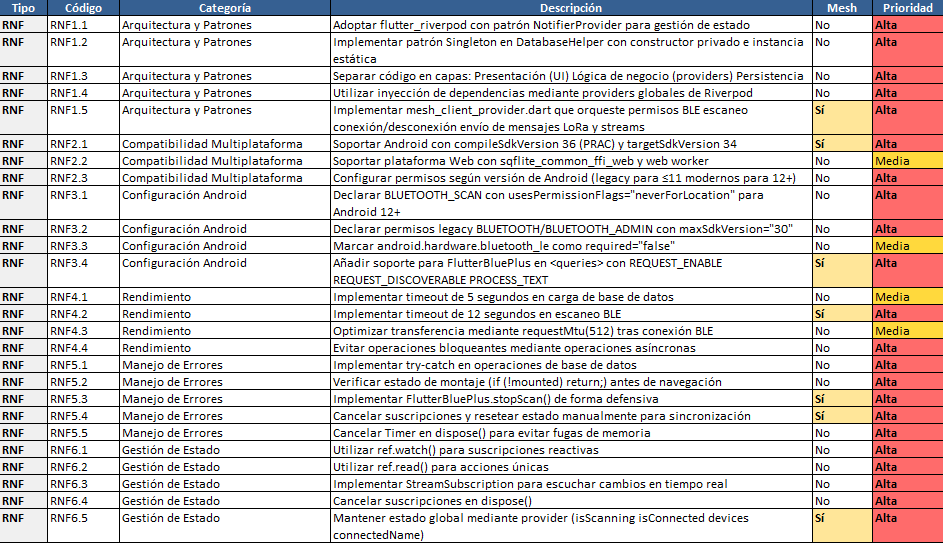 Tipo Código Categoría Descripción Mesh Prioridad
RNF RNF1.1 Arquitectura y Patrones Adoptar flutter_riverpod con patrón NotifierProvider para gestión de estado No Alta
RNF RNF1.2 Arquitectura y Patrones Implementar patrón Singleton en DatabaseHelper con constructor privado e instancia No Alta
estática
RNF RNF1.3 Arquitectura y Patrones Separar código en capas: Presentación (UI) Lógica de negocio (providers) Persistencia No Alta
RNF RNF1.4 Arquitectura y Patrones Utilizar inyección de dependencias mediante providers globales de Riverpod No Alta
RNF RNF1.5 Arquitectura y Patrones Implementar mesh_client_provider.dart que orqueste permisos BLE escaneo Sí Alta
conexión/desconexión envío de mensajes LoRa y streams
RNF RNF2.1 Compatibilidad Multiplataforma Soportar Android con compileSdkVersion 36 (PRAC) y targetSdkVersion 34 Sí Alta
RNF RNF2.2 Compatibilidad Multiplataforma Soportar plataforma Web con sqflite_common_ffi_web y web worker No Media
RNF RNF2.3 Compatibilidad Multiplataforma Configurar permisos según versión de Android (legacy para ≤11 modernos para 12+) No Alta
RNF RNF3.1 Configuración Android Declarar BLUETOOTH_SCAN con usesPermissionFlags="neverForLocation" para No Alta
Android 12+
RNF RNF3.2 Configuración Android Declarar permisos legacy BLUETOOTH/BLUETOOTH_ADMIN con maxSdkVersion="30" No Alta
RNF RNF3.3 Configuración Android Marcar android.hardware.bluetooth_le como required="false" No Media
RNF RNF3.4 Configuración Android Añadir soporte para FlutterBluePlus en <queries> con REQUEST_ENABLE Sí Alta
REQUEST_DISCOVERABLE PROCESS_TEXT
RNF RNF4.1 Rendimiento Implementar timeout de 5 segundos en carga de base de datos No Media
RNF RNF4.2 Rendimiento Implementar timeout de 12 segundos en escaneo BLE Sí Alta
RNF RNF4.3 Rendimiento Optimizar transferencia mediante requestMtu(512) tras conexión BLE No Media
RNF RNF4.4 Rendimiento Evitar operaciones bloqueantes mediante operaciones asíncronas No Alta
RNF RNF5.1 Manejo de Errores Implementar try-catch en operaciones de base de datos No Alta
RNF RNF5.2 Manejo de Errores Verificar estado de montaje (if (!mounted) return;) antes de navegación No Alta
RNF RNF5.3 Manejo de Errores Implementar FlutterBluePlus.stopScan() de forma defensiva Sí Alta
RNF RNF5.4 Manejo de Errores Cancelar suscripciones y resetear estado manualmente para sincronización Sí Alta
RNF RNF5.5 Manejo de Errores Cancelar Timer en dispose() para evitar fugas de memoria No Alta
RNF RNF6.1 Gestión de Estado Utilizar ref.watch() para suscripciones reactivas No Alta
RNF RNF6.2 Gestión de Estado Utilizar ref.read() para acciones únicas No Alta
RNF RNF6.3 Gestión de Estado Implementar StreamSubscription para escuchar cambios en tiempo real No Alta
RNF RNF6.4 Gestión de Estado Cancelar suscripciones en dispose() No Alta
RNF RNF6.5 Gestión de Estado Mantener estado global mediante provider (isScanning isConnected devices Sí Alta
connectedName)